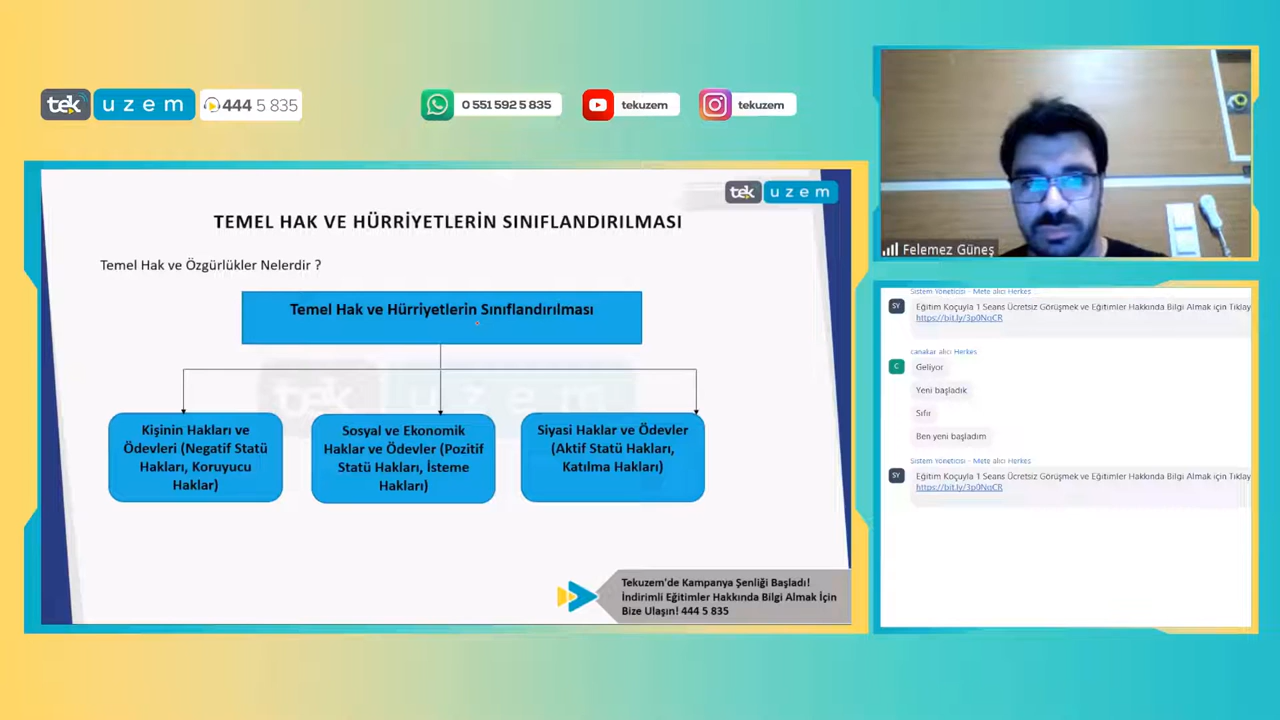 tek uzem 444 5 835
0 551 592 5 835
tekuzem
tekuzem
tek uzem
TEMEL HAK VE HÜRRİYETLERİN SINIFLANDIRILMASI
Temel Hak ve Özgürlükler Nelerdir ?
Temel Hak ve Hürriyetlerin Sınıflandırılması
tek uzem
Kişinin Hakları ve
Ödevleri (Negatif Statü
Hakları, Koruyucu
Haklar)
Sosyal ve Ekonomik
Haklar ve Ödevler (Pozitif
Statü Hakları, İsteme
Hakları)
Siyasi Haklar ve Ödevler
(Aktif Statü Hakları,
Katılma Hakları)
Tekuzem'de Kampanya Şenliği Başladı!
İndirimli Eğitimler Hakkında Bilgi Almak İçin
Bize Ulaşın! 444 5 835
Felemez Güneş
Sistem Yöneticisi - Mete alıcı Herkes
SY
Eğitim Koçuyla 1 Seans Ücretsiz Görüşmek ve Eğitimler Hakkında Bilgi Almak için Tıklay
https://bit.ly/3p0NqCR
canakar alıcı Herkes
C
Geliyor
Yeni başladık
Sıfır
Ben yeni başladım
Sistem Yöneticisi - Mete alıcı Herkes
SY
Eğitim Koçuyla 1 Seans Ücretsiz Görüşmek ve Eğitimler Hakkında Bilgi Almak için Tıklay
https://bit.ly/3p0NqCR